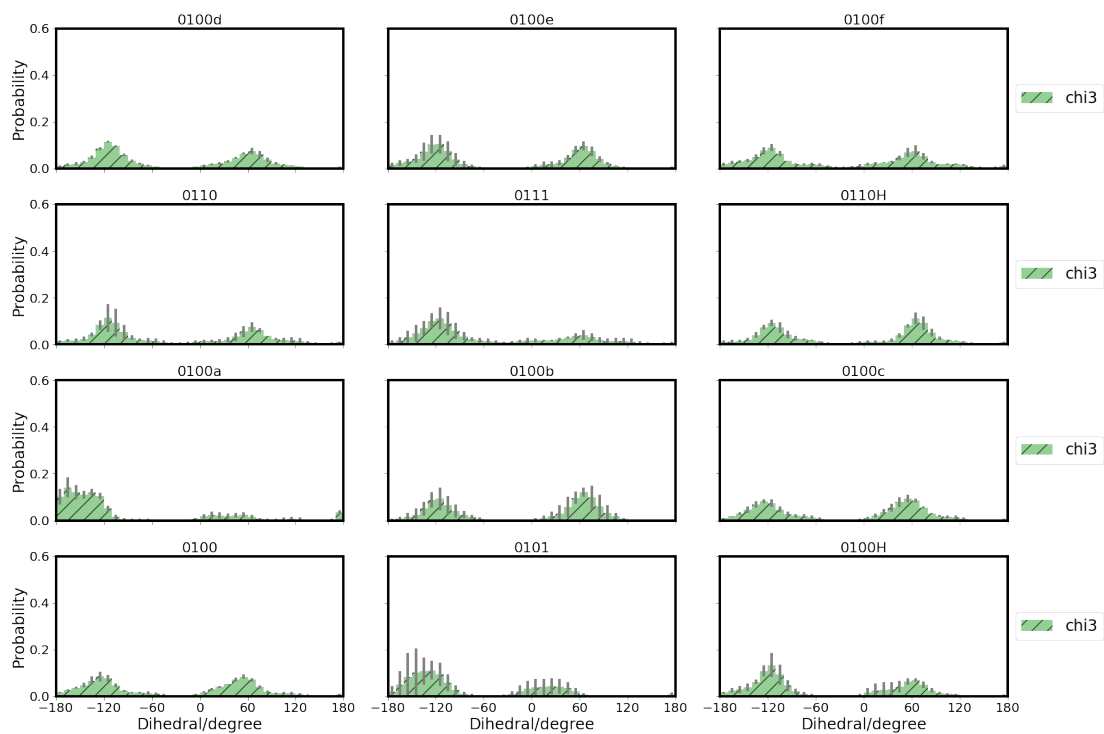 0100d 0100e 0100f
0.6
0.4
0.2
0.0
Probability
chi3
0110 0111 0110H
0.6
0.4
0.2
0.0
Probability
chi3
0100a 0100b 0100c
0.6
0.4
0.2
0.0
Probability
chi3
0100 0101 0100H
0.6
0.4
0.2
0.0
Probability
chi3
−180 −120 −60 0 60 120 180 −180 −120 −60 0 60 120 180 −180 −120 −60 0 60 120 180
Dihedral/degree Dihedral/degree Dihedral/degree